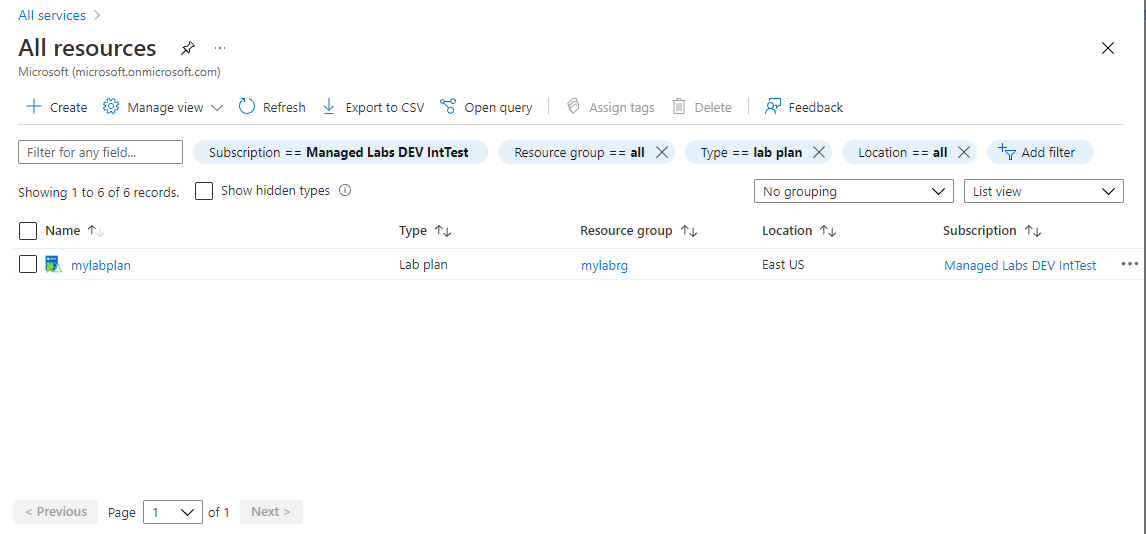 All services >
All resources ...
Microsoft (microsoft.onmicrosoft.com)
+ Create Manage view Refresh Export to CSV Open query Assign tags Delete Feedback
Filter for any field... Subscription == Managed Labs DEV IntTest Resource group == all Type == lab plan Location == all Add filter
Showing 1 to 6 of 6 records. Show hidden types No grouping List view
Name Type Resource group Location Subscription
mylabplan Lab plan mylabrg East US Managed Labs DEV IntTest ...
< Previous Page 1 of 1 Next >